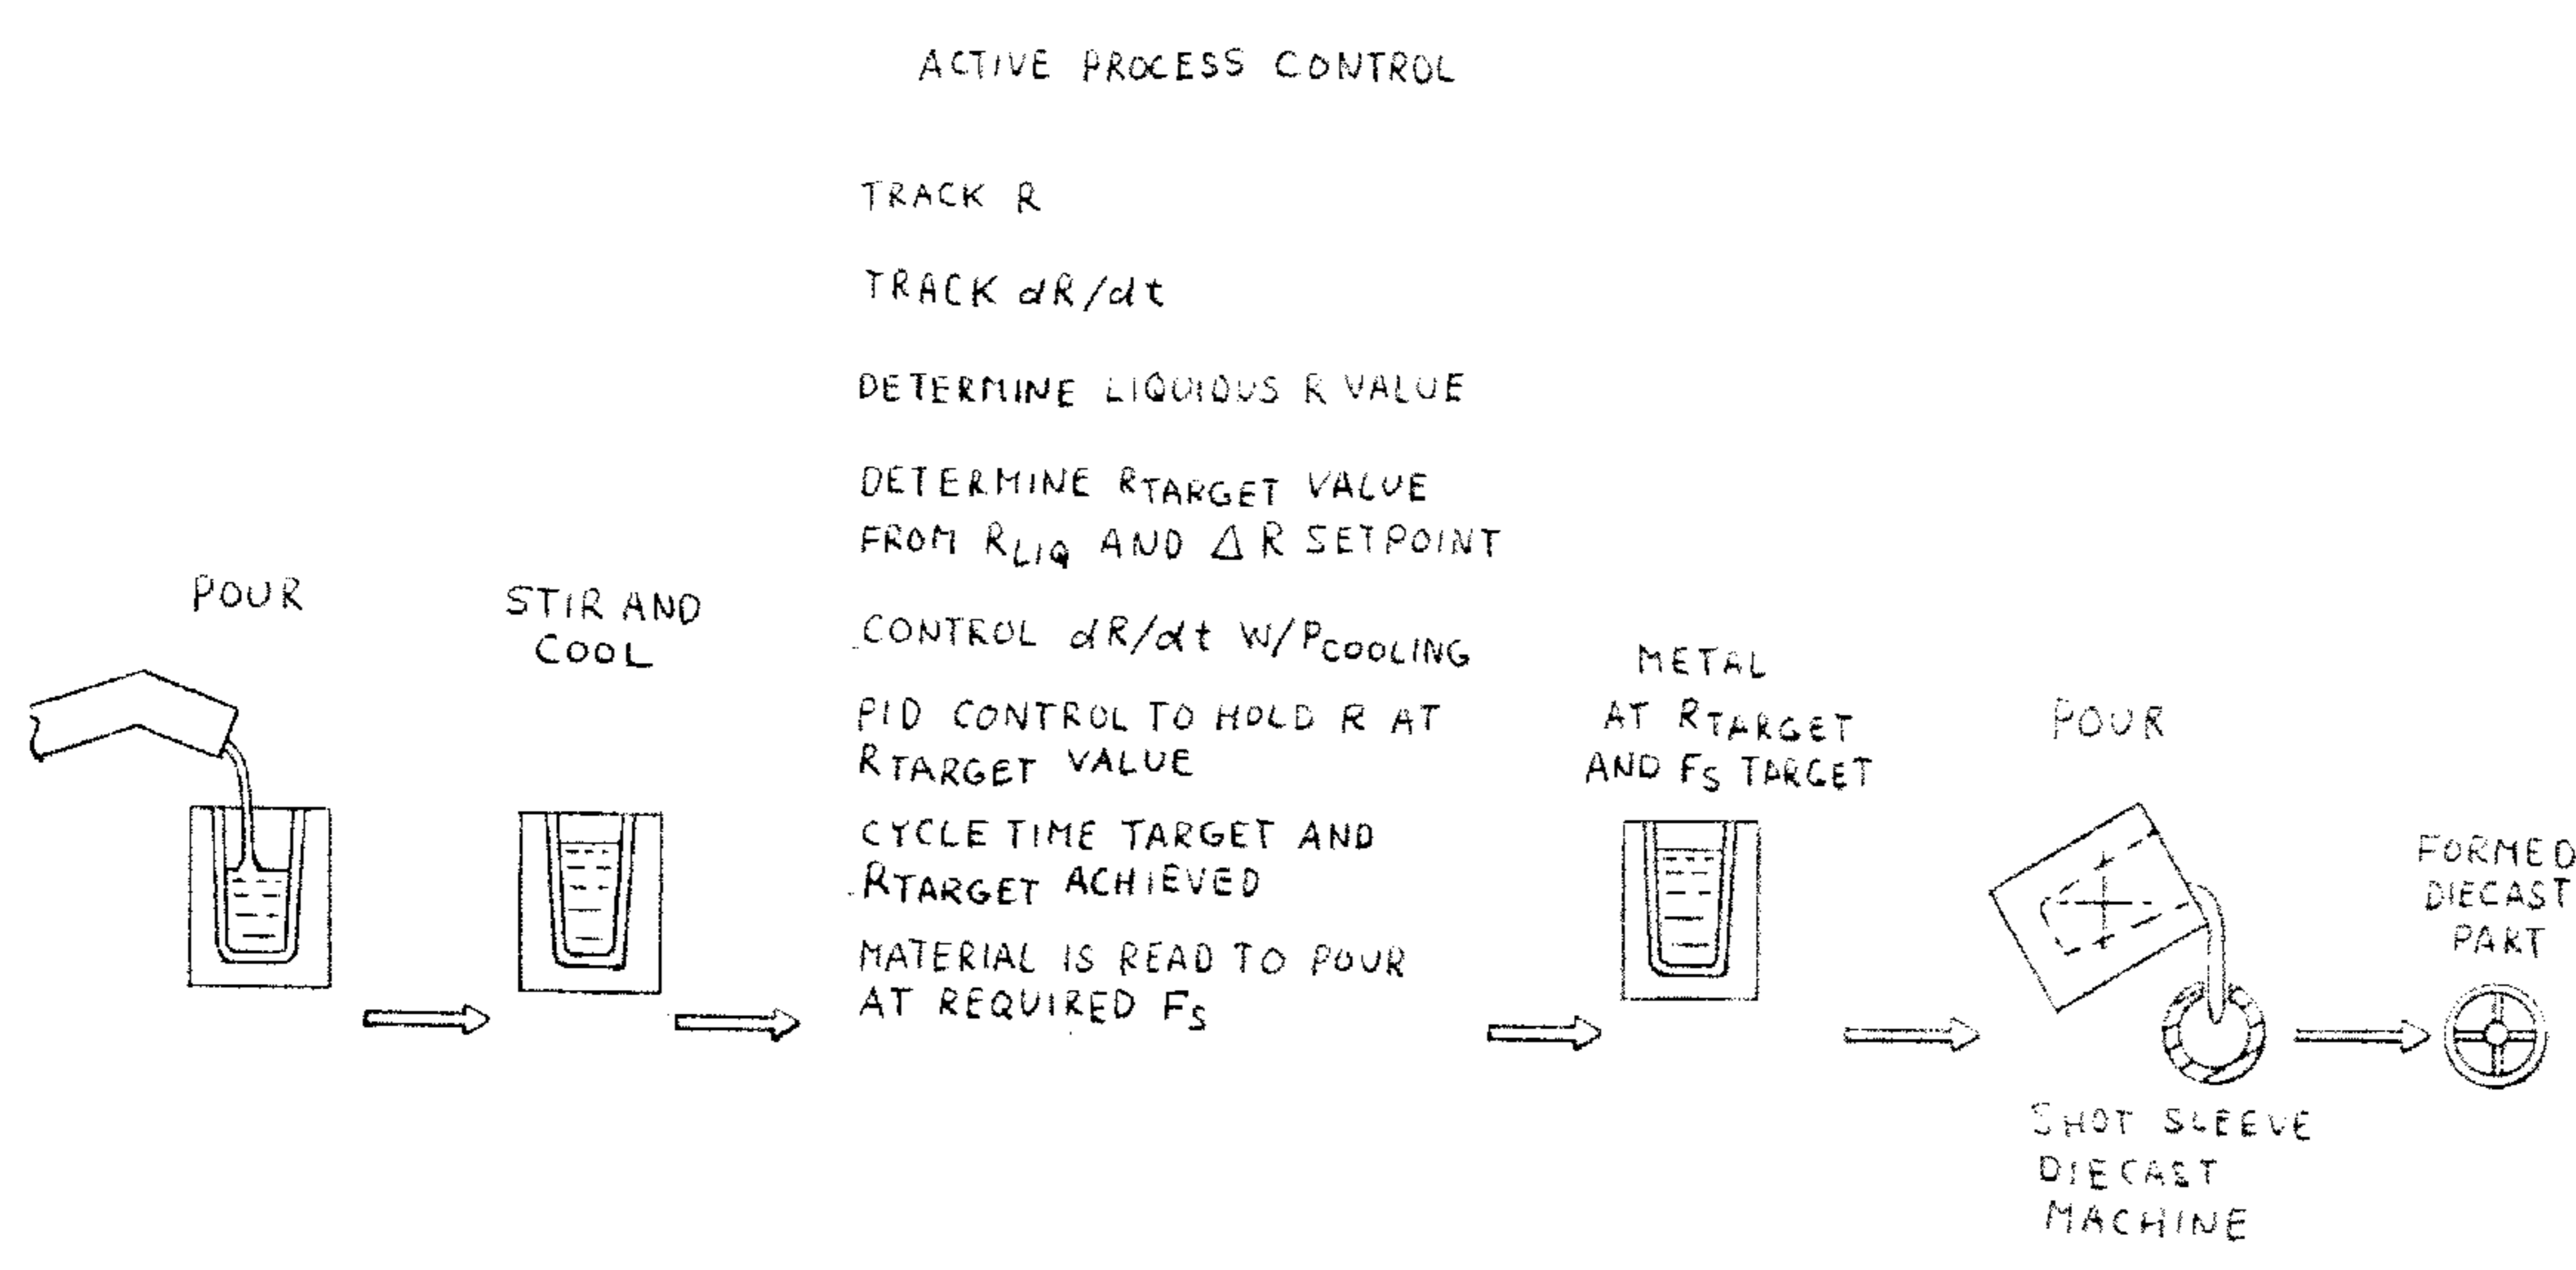 ACTIVE PROCESS CONTROL
POUR
STIR AND
COOL
TRACK R
TRACK dR/dt
DETERMINE LIQUIDUS R VALUE
DETERMINE RTARGET VALUE
FROM RLIQ AND Δ R SETPOINT
CONTROL dR/dt W/PCOOLING
PID CONTROL TO HOLD R AT
RTARGET VALUE
CYCLE TIME TARGET AND
RTARGET ACHIEVED
MATERIAL IS READ TO POUR
AT REQUIRED FS
METAL
AT RTARGET
AND FS TARGET
POUR
SHOT SLEEVE
DIECAST
MACHINE
FORMED
DIECAST
PART